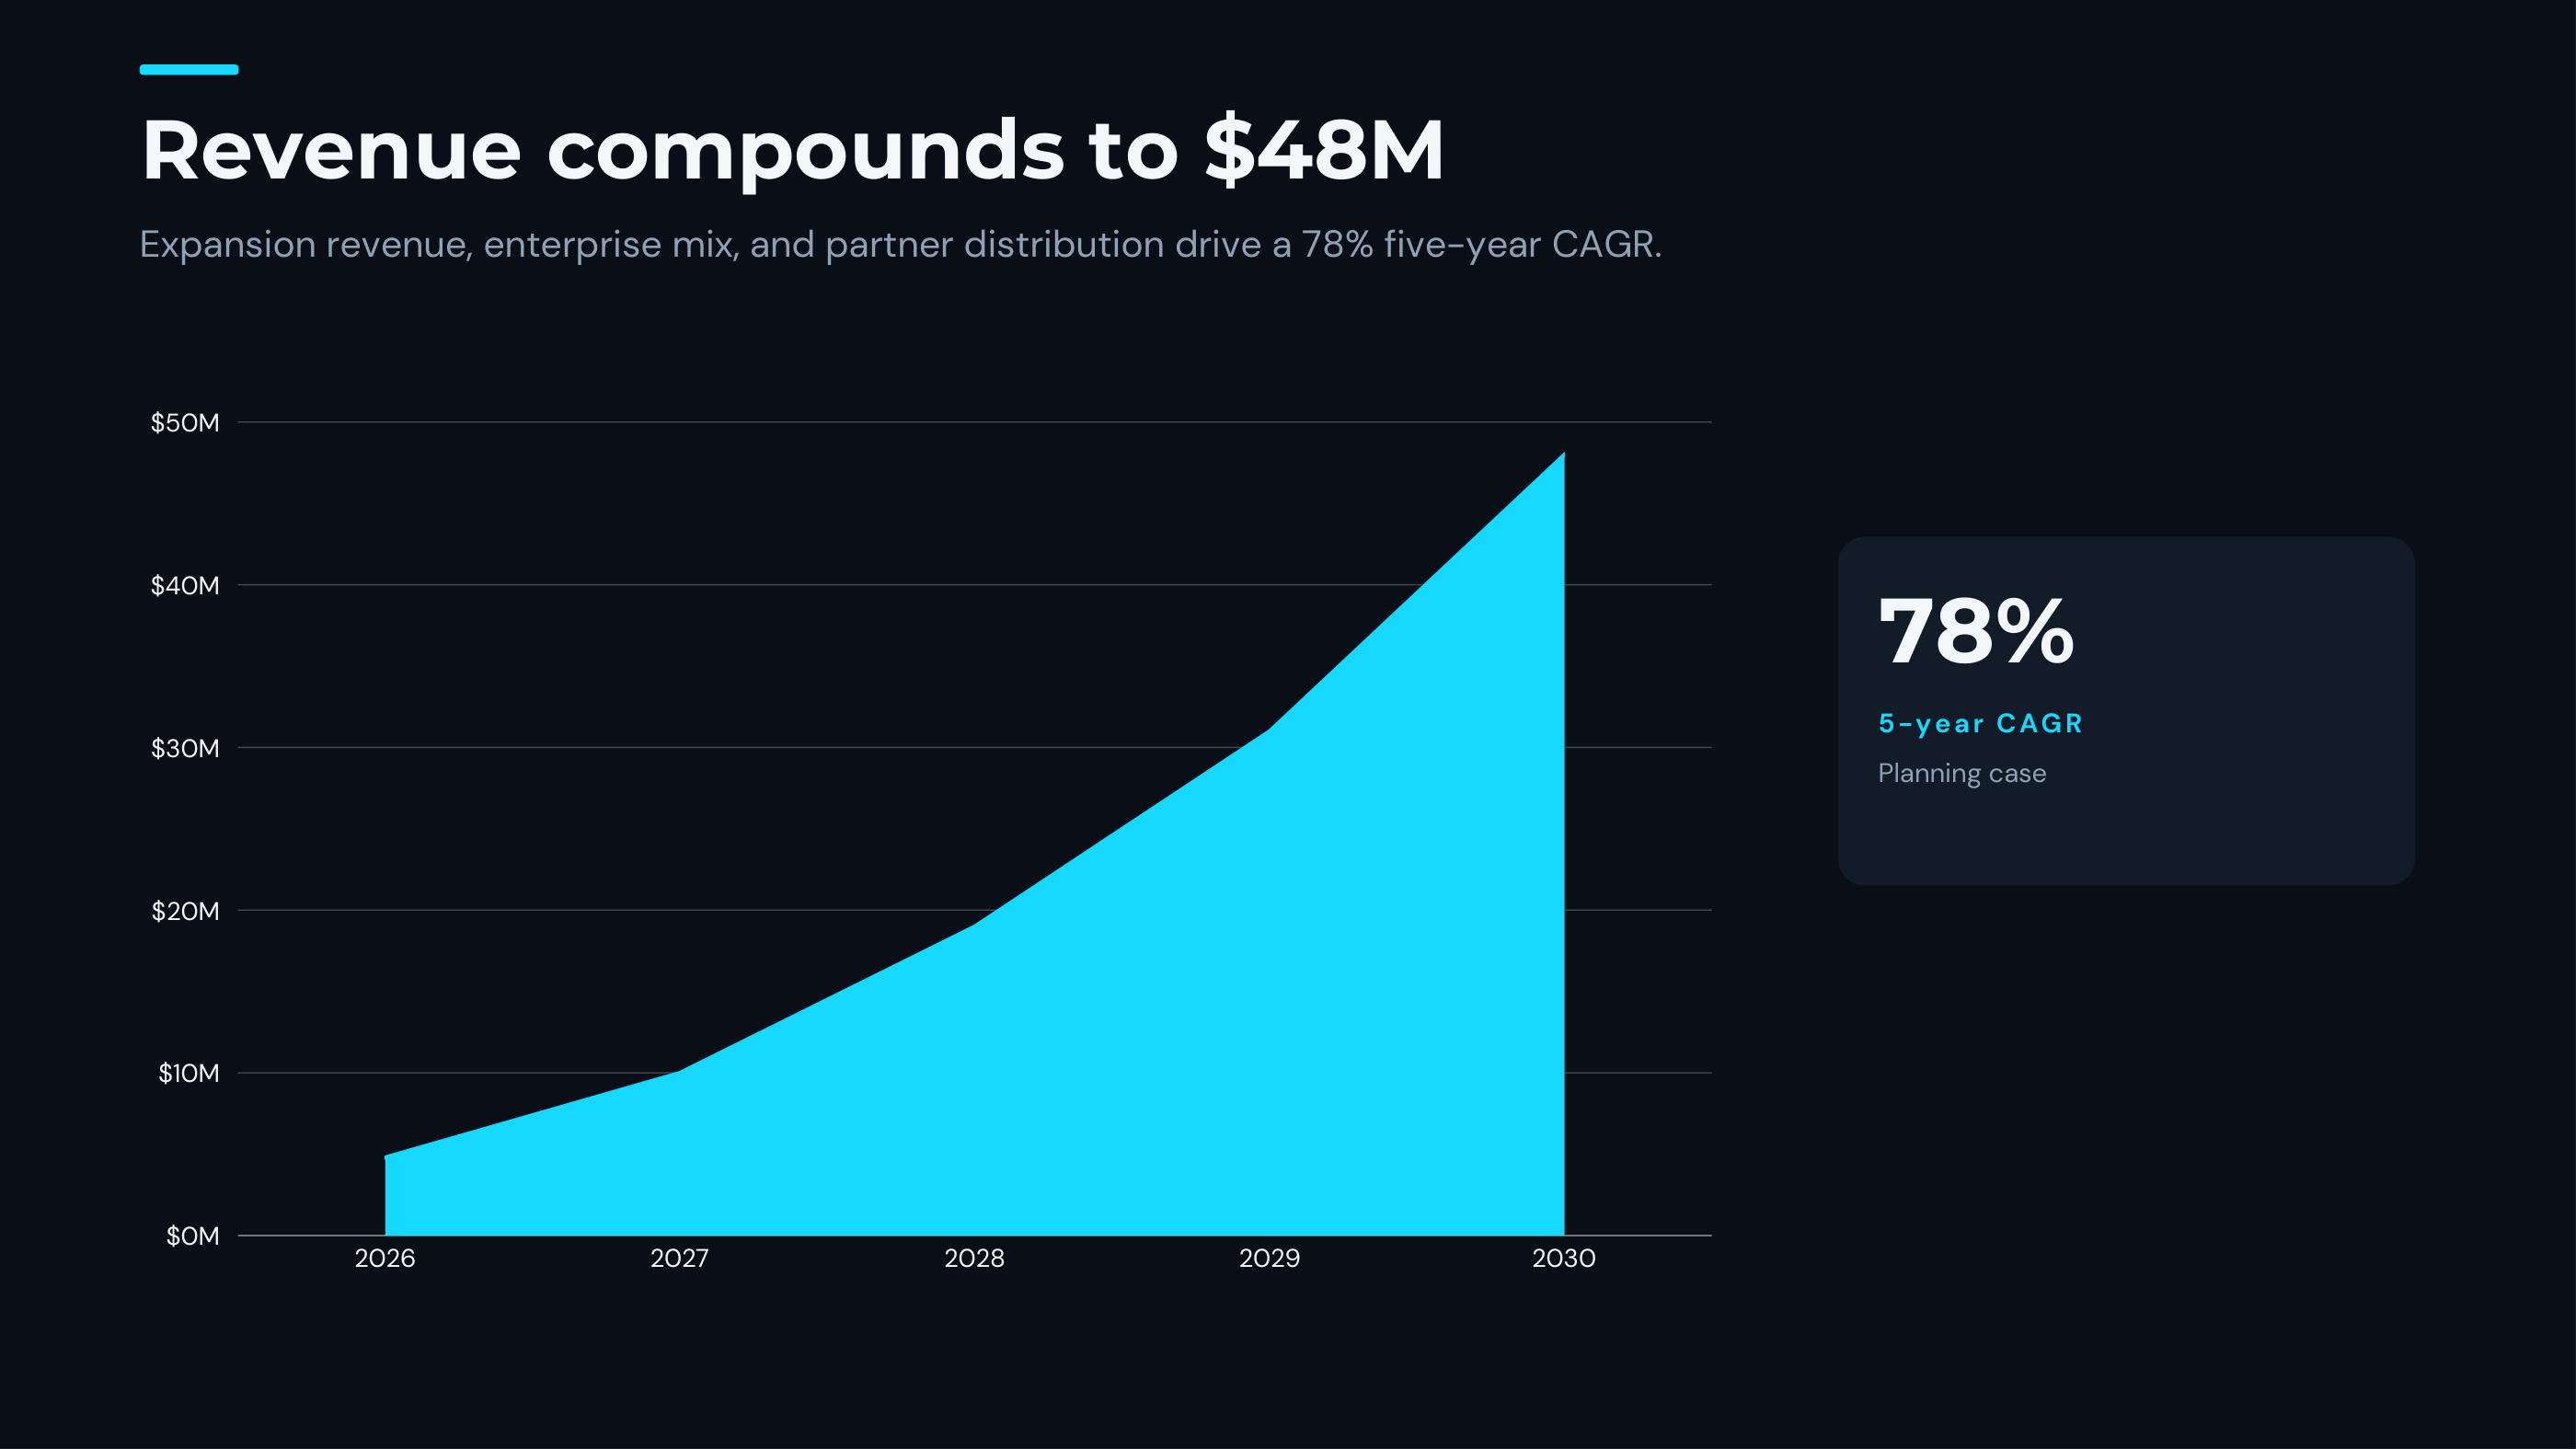 Revenue compounds to $48M
Expansion revenue, enterprise mix, and partner distribution drive a 78% five-year CAGR.
$50M
$40M
$30M
$20M
$10M
$0M
2026
2027
2028
2029
2030
78%
5-year CAGR
Planning case